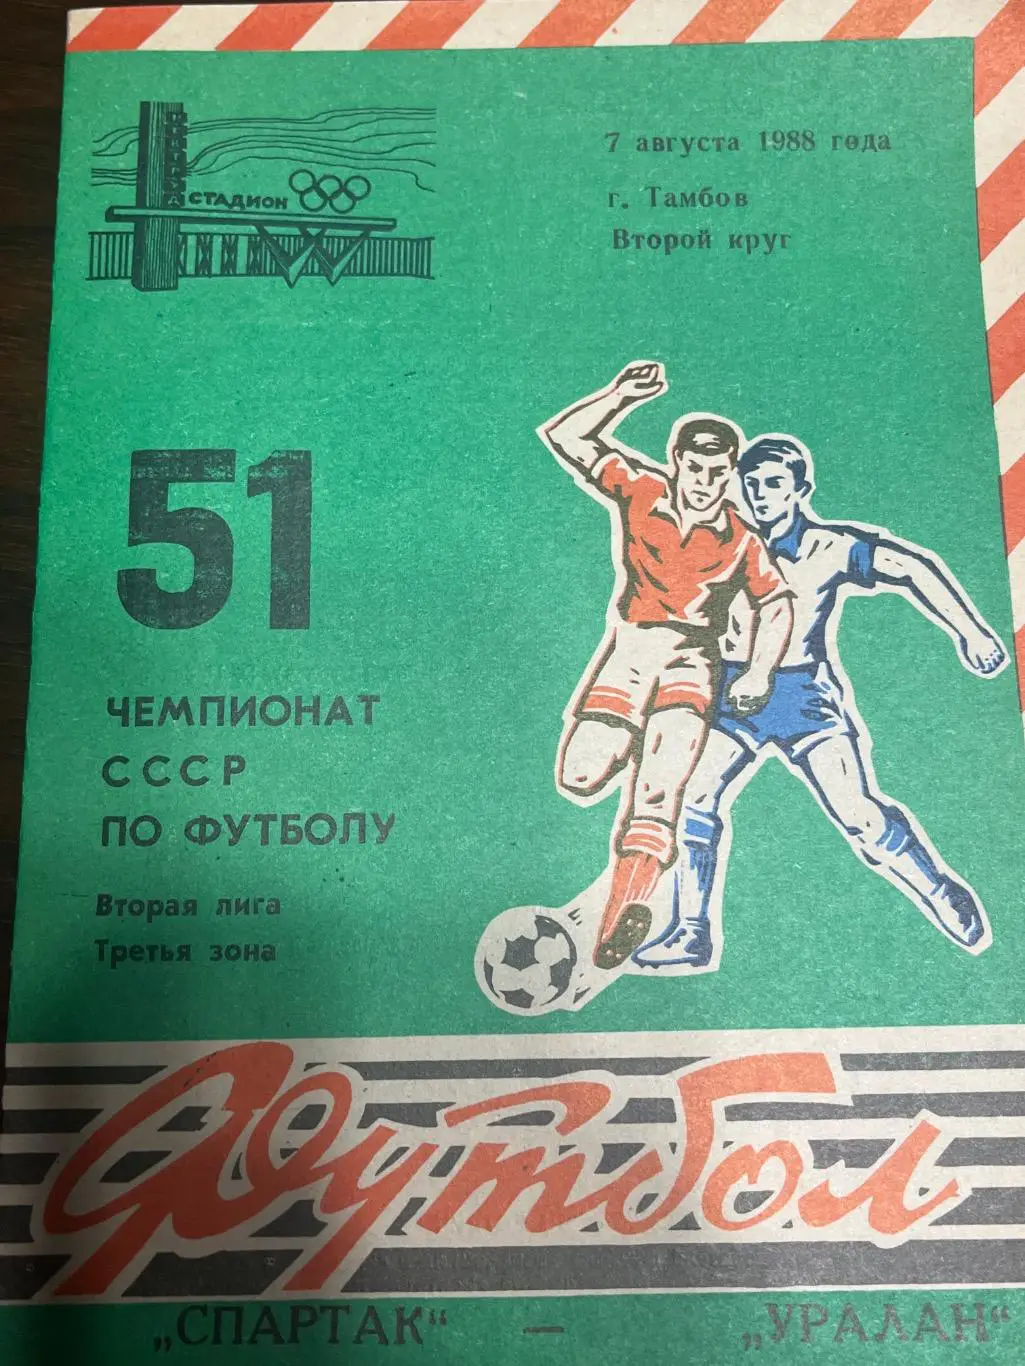 СТАДИОН
7 августа 1988 года
г. Тамбов
Второй круг
51
ЧЕМПИОНАТ
СССР
ПО ФУТБОЛУ
Вторая лига
Третья зона
Футбол
„СПАРТАК“ — „УРАЛАН“